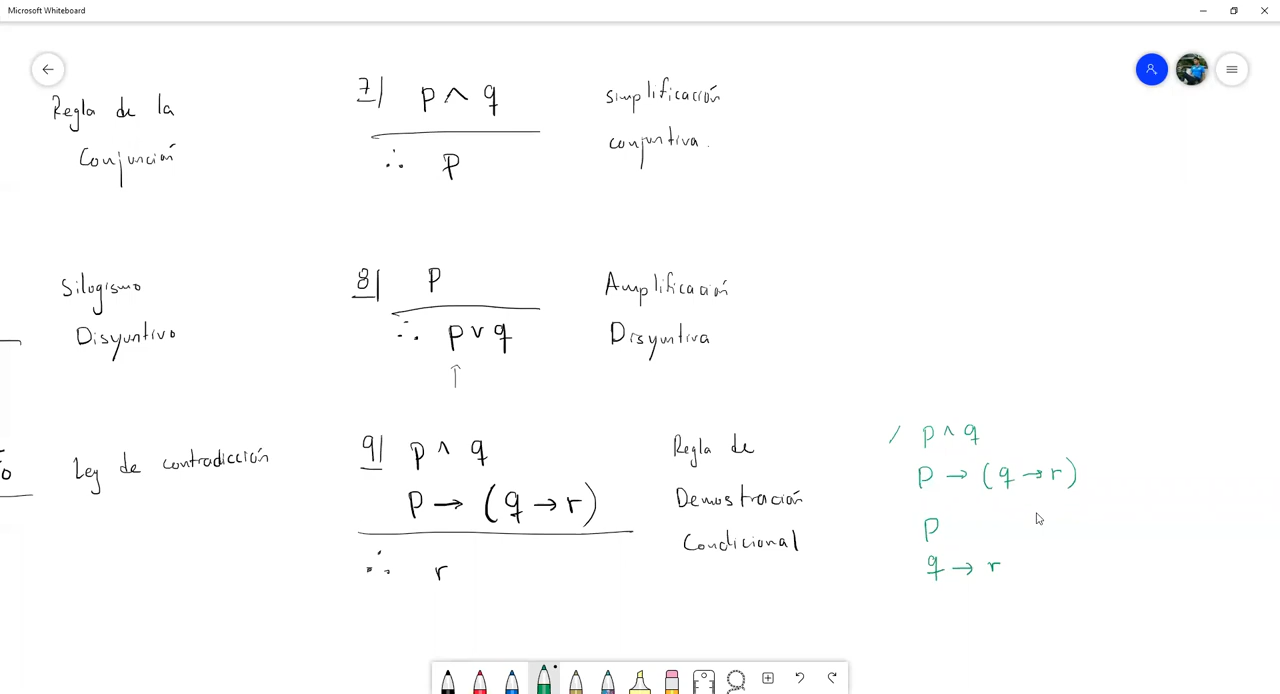 Microsoft Whiteboard
Regla de la
Conjunción
7| p ∧ q
∴ p
simplificación
conjuntiva.
Silogismo
Disyuntivo
8| p
∴ p ∨ q
↑
Amplificación
Disyuntiva
Ley de contradicción
9| p ∧ q
p → (q → r)
∴ r
Regla de
Demostración
Condicional
/ p ∧ q
p → (q → r)
p
q → r